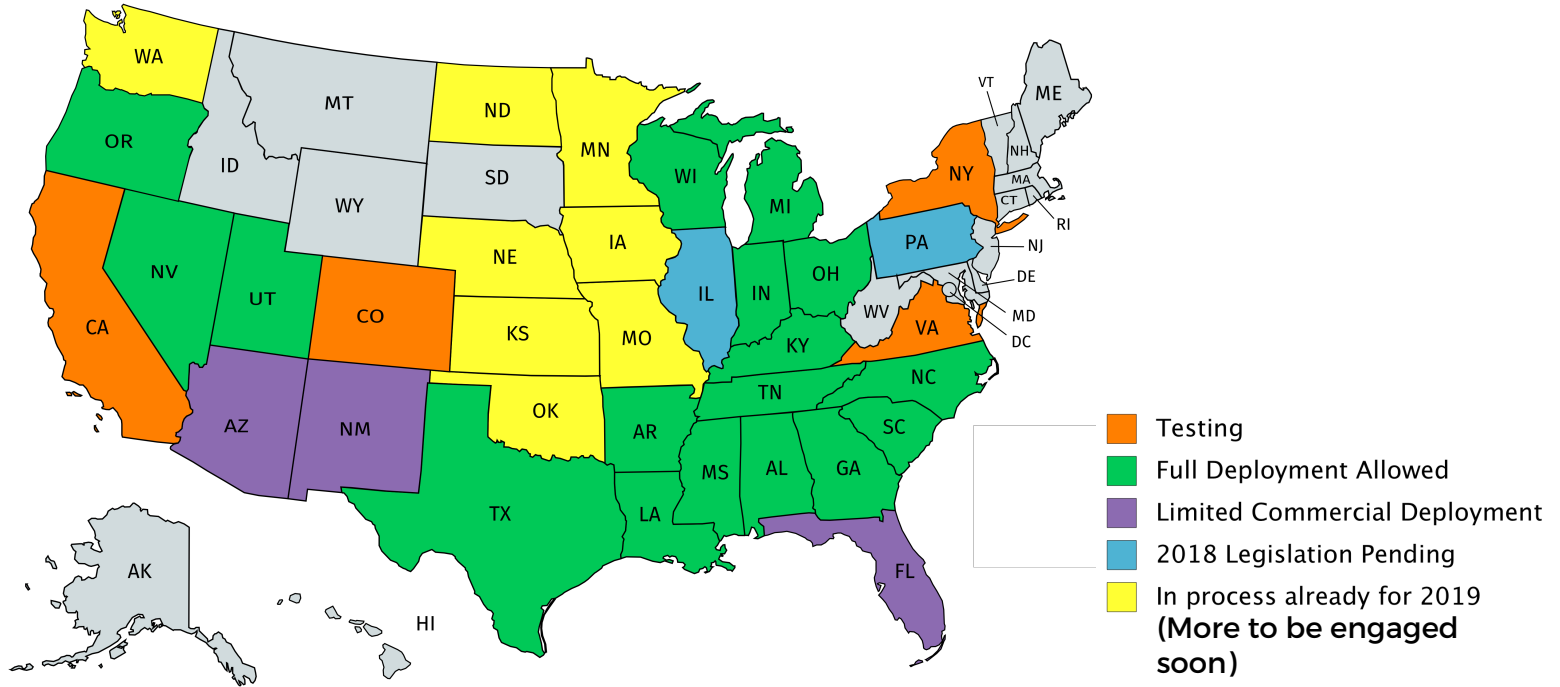 WA
MT
ND
MN
ME
VT
OR
ID
SD
WI
NY
NH
MA
CT
RI
WY
MI
NV
UT
NE
IA
PA
NJ
CA
CO
KS
MO
IL
IN
OH
WV
VA
DE
MD
DC
KY
NC
TN
AZ
NM
OK
AR
SC
MS
AL
GA
TX
LA
FL
AK
HI
Testing
Full Deployment Allowed
Limited Commercial Deployment
2018 Legislation Pending
In process already for 2019
(More to be engaged
soon)